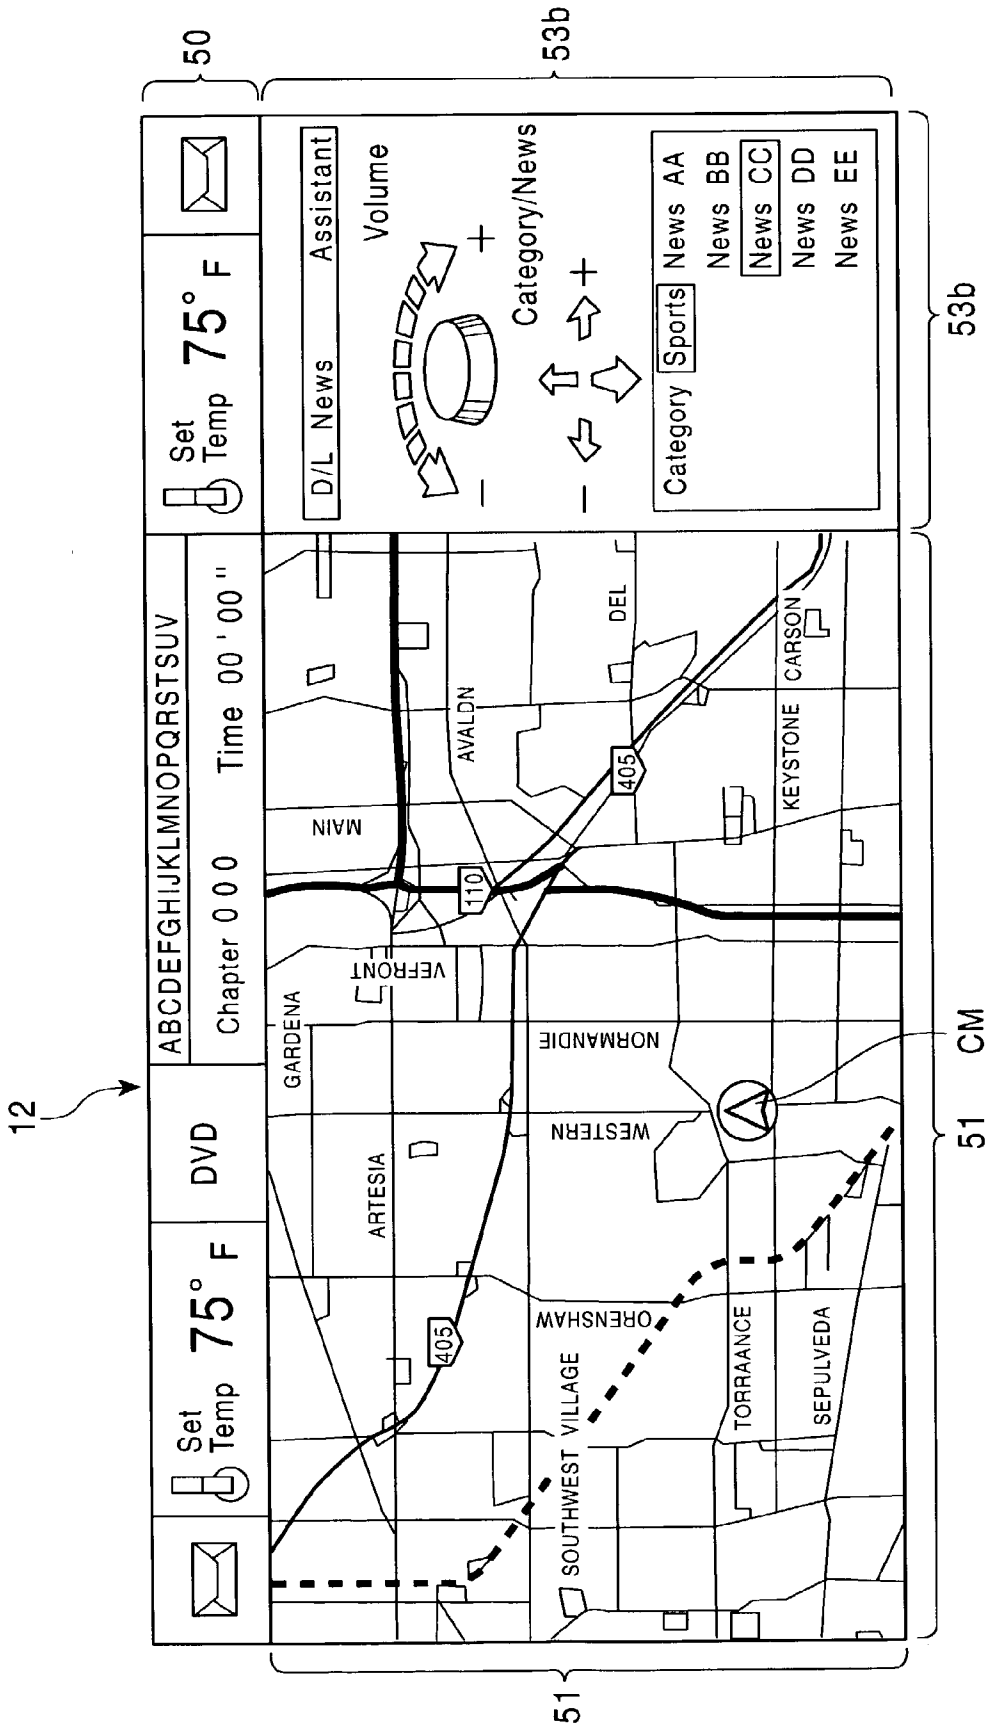 12
50
Set
Temp 75° F
DVD
ABCDEFGHIJKLMNOPQRSTSUV
Chapter 0 0 0 Time 00 ' 00 "
Set
Temp 75° F
51
GARDENA
ARTESIA
VEFRONT
MAIN
AVALDN
110
405
405
NORMANDIE
WESTERN
ORENSHAW
SOUTHWEST VILLAGE
DEL
TORRAANCE
SEPULVEDA
KEYSTONE CARSON
D/L News Assistant
Volume
− +
Category/News
− +
Category Sports News AA
News BB
News CC
News DD
News EE
53b
51
CM
53b